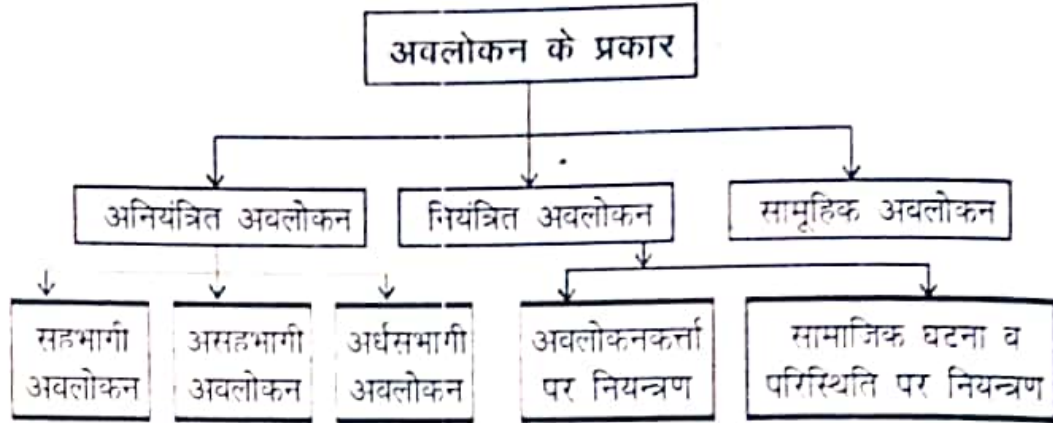 अवलोकन के प्रकार
अनियंत्रित अवलोकन
नियंत्रित अवलोकन
सामूहिक अवलोकन
सहभागी
अवलोकन
असहभागी
अवलोकन
अर्धसभागी
अवलोकन
अवलोकनकर्त्ता
पर नियन्त्रण
सामाजिक घटना व
परिस्थिति पर नियन्त्रण